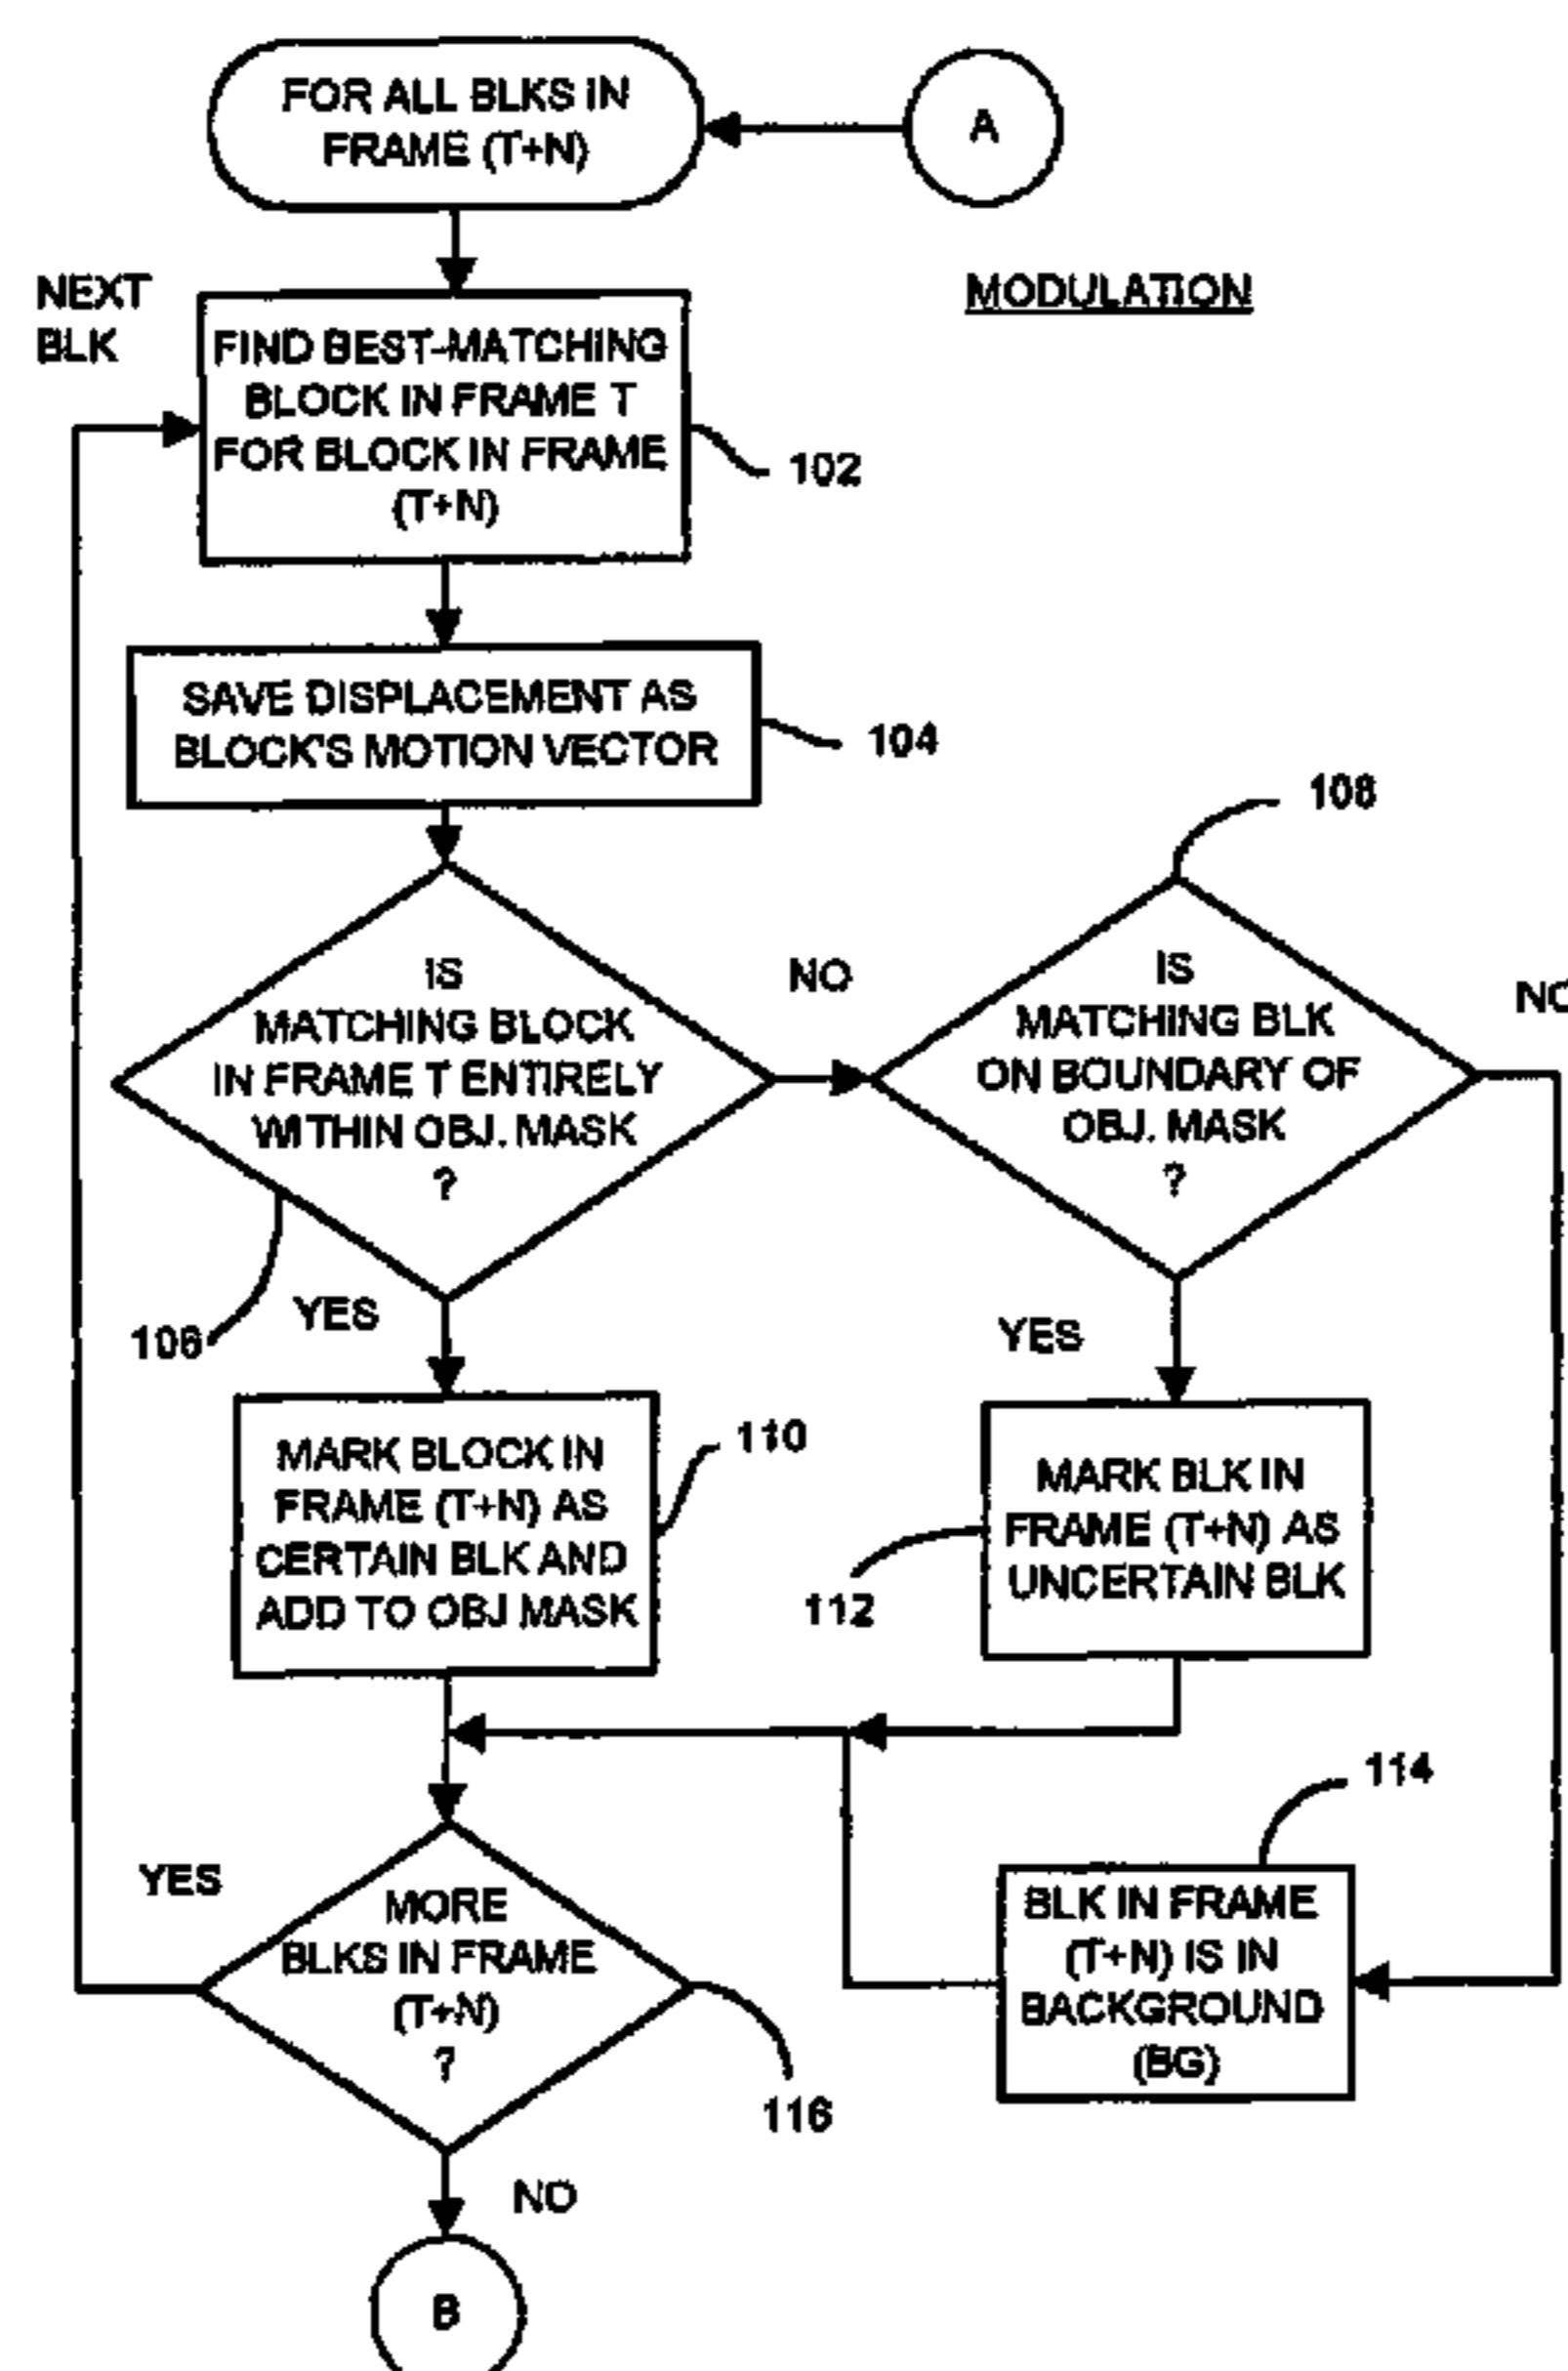 FOR ALL BLKS IN
FRAME (T+N)
A
NEXT
BLK
MODULATION
FIND BEST-MATCHING
BLOCK IN FRAME T
FOR BLOCK IN FRAME
(T+N)
102
SAVE DISPLACEMENT AS
BLOCK'S MOTION VECTOR
104
108
IS
MATCHING BLOCK
IN FRAME T ENTIRELY
WITHIN OBJ. MASK
?
NO
IS
MATCHING BLK
ON BOUNDARY OF
OBJ. MASK
?
NO
106
YES
YES
MARK BLOCK IN
FRAME (T+N) AS
CERTAIN BLK AND
ADD TO OBJ MASK
110
MARK BLK IN
FRAME (T+N) AS
UNCERTAIN BLK
112
114
YES
MORE
BLKS IN FRAME
(T+N)
?
116
BLK IN FRAME
(T+N) IS IN
BACKGROUND
(BG)
NO
B